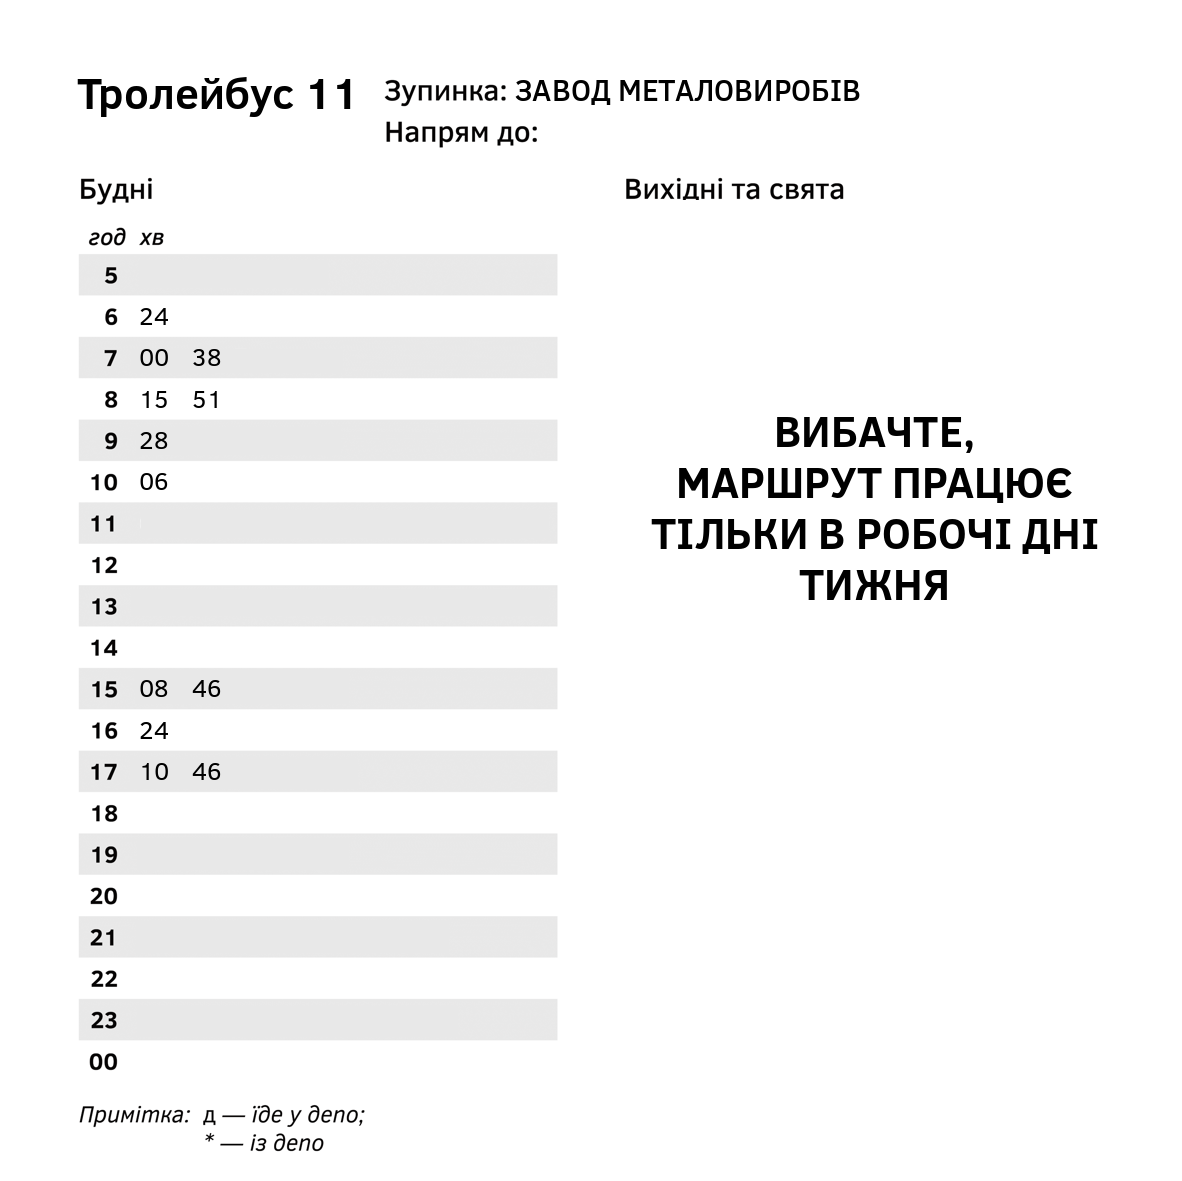 Тролейбус 11
Зупинка: ЗАВОД МЕТАЛОВИРОБІВ
Напрям до:
Будні
год хв
5
6 24
7 00 38
8 15 51
9 28
10 06
11
12
13
14
15 08 46
16 24
17 10 46
18
19
20
21
22
23
00
Вихідні та свята
ВИБАЧТЕ,
МАРШРУТ ПРАЦЮЄ
ТІЛЬКИ В РОБОЧІ ДНІ
ТИЖНЯ
Примітка: д — їде у депо;
* — із депо